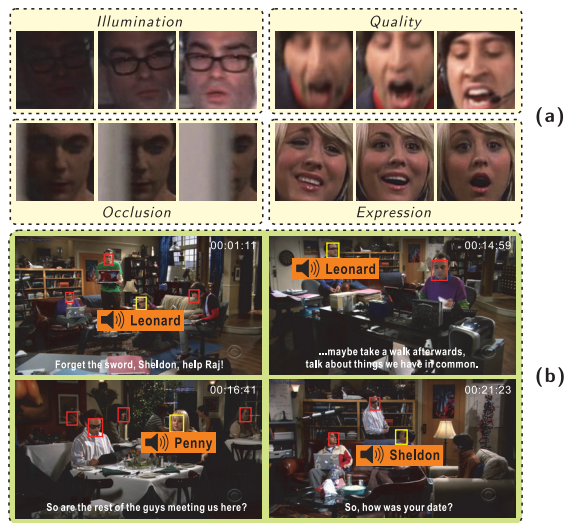 Illumination
Quality
(a)
Occlusion
Expression
00:01:11
Leonard
Forget the sword, Sheldon, help Raj!
00:14:59
Leonard
...maybe take a walk afterwards,
talk about things we have in common.
(b)
00:16:41
Penny
So are the rest of the guys meeting us here?
00:21:23
Sheldon
So, how was your date?